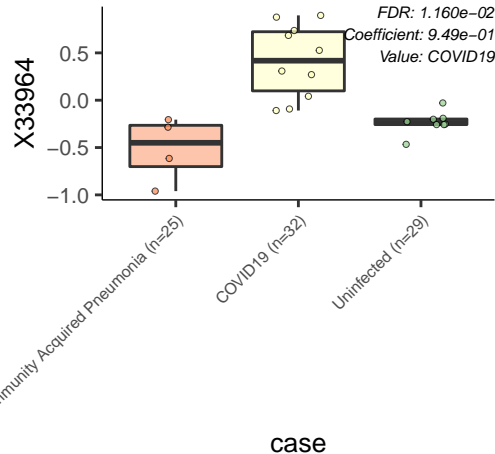 FDR: 1.160e−02
Coefficient: 9.49e−01
Value: COVID19
X33964
0.5
0.0
−0.5
−1.0
Acquired Pneumonia (n=25)
COVID19 (n=32)
Uninfected (n=29)
case